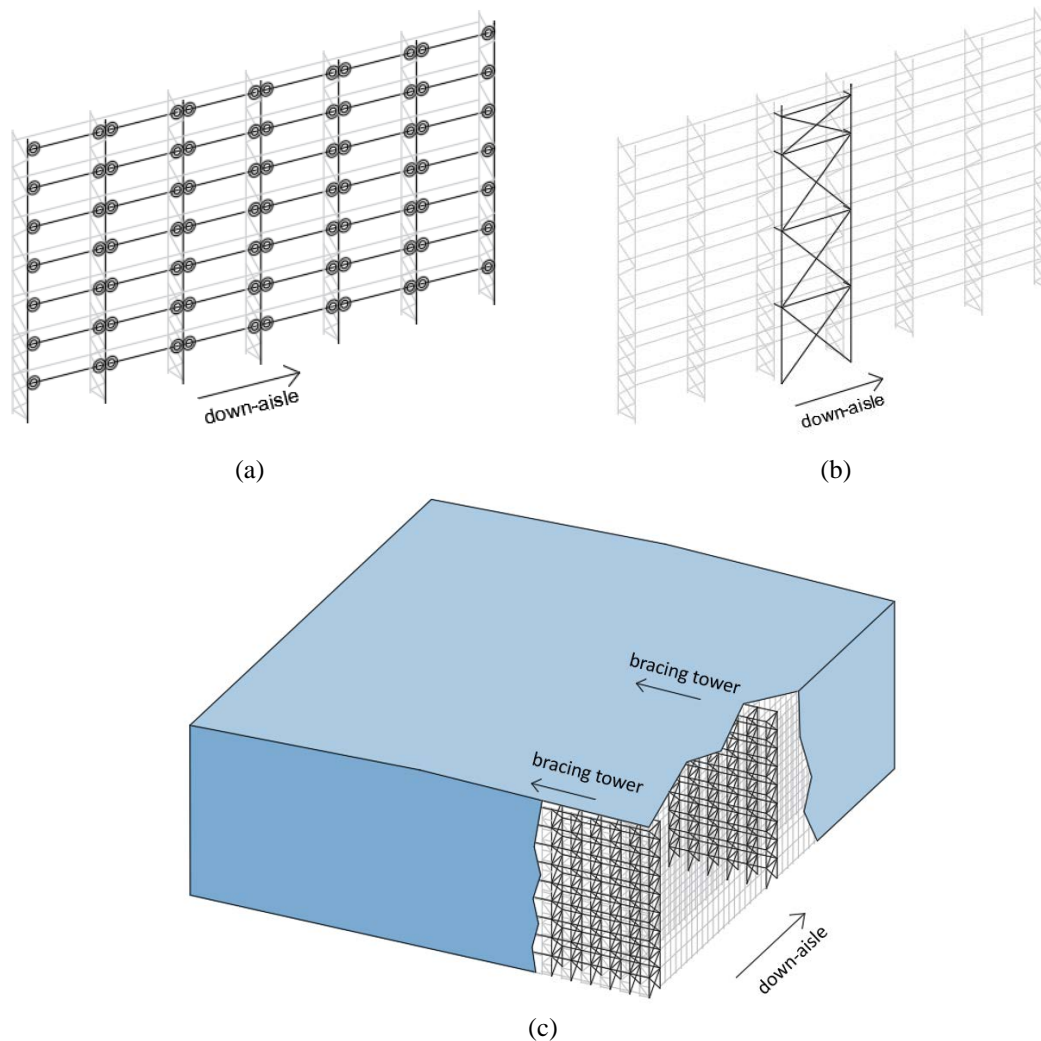 down-aisle
down-aisle
(a)
(b)
bracing tower
bracing tower
down-aisle
(c)